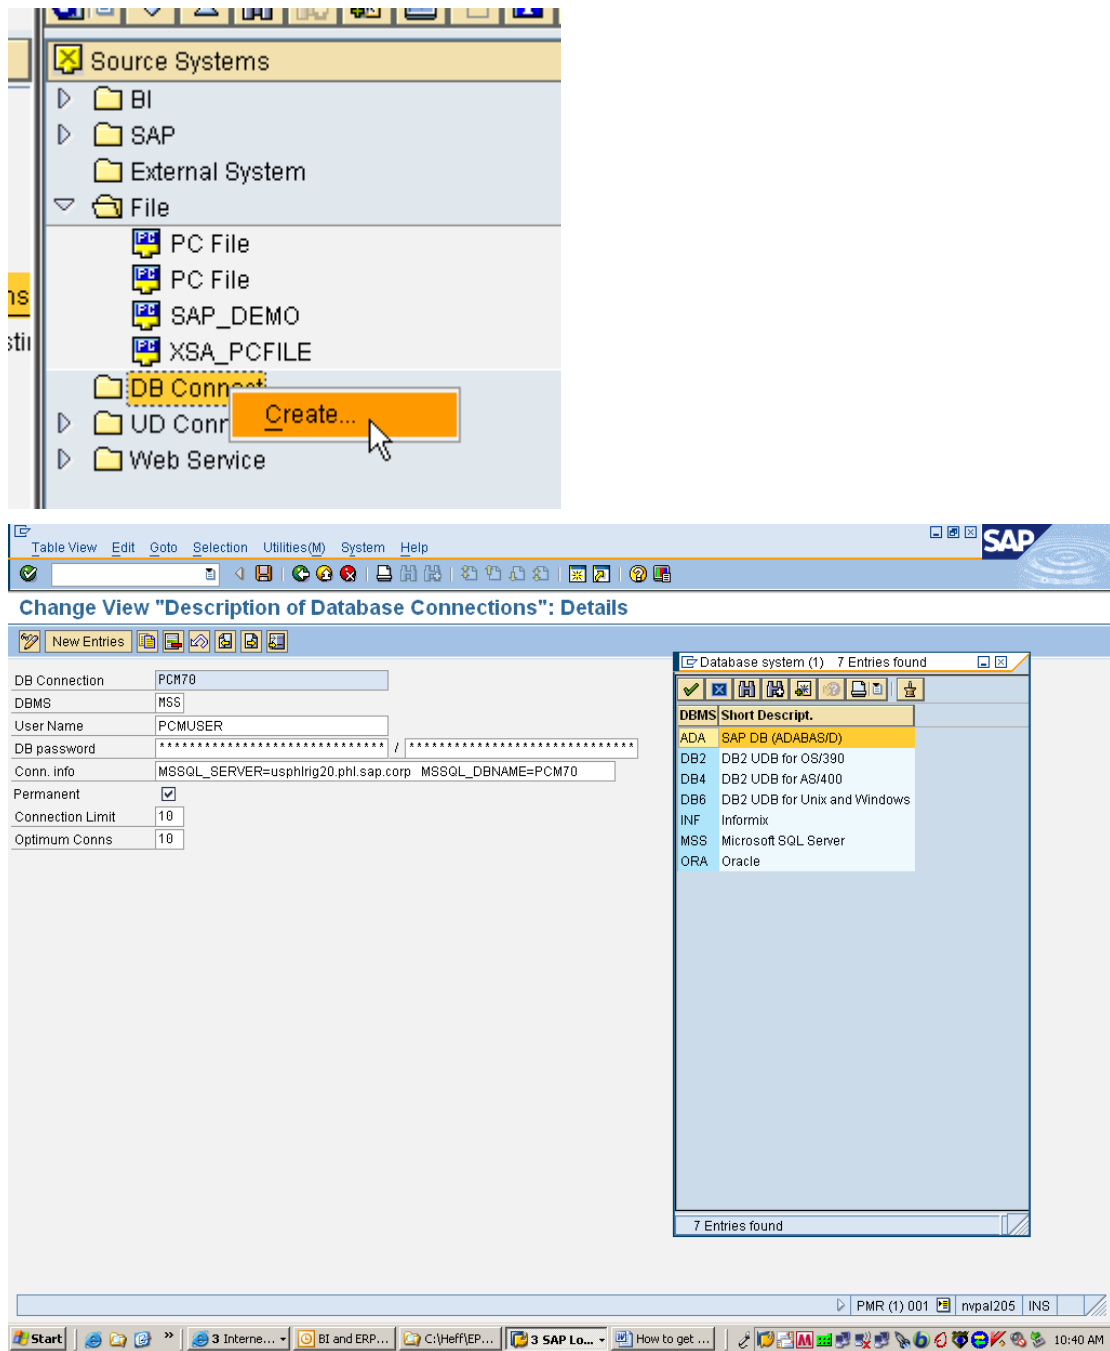 Source Systems
BI
SAP
External System
File
PC File
PC File
SAP_DEMO
XSA_PCFILE
ns
DB Connect
Create...
UD Conn
Web Service
Table View Edit Goto Selection Utilities(M) System Help
SAP
Change View "Description of Database Connections": Details
New Entries
DB Connection PCM70
DBMS MSS
User Name PCMUSER
DB password ****************************** / ******************************
Conn. info MSSQL_SERVER=usphlrig20.phl.sap.corp MSSQL_DBNAME=PCM70
Permanent
Connection Limit 10
Optimum Conns 10
Database system (1) 7 Entries found
DBMS Short Descript.
ADA SAP DB (ADABAS/D)
DB2 DB2 UDB for OS/390
DB4 DB2 UDB for AS/400
DB6 DB2 UDB for Unix and Windows
INF Informix
MSS Microsoft SQL Server
ORA Oracle
7 Entries found
PMR (1) 001 nvpal205 INS
Start » 3 Interne... BI and ERP... C:\Heff\EP... 3 SAP Lo... How to get ... 10:40 AM